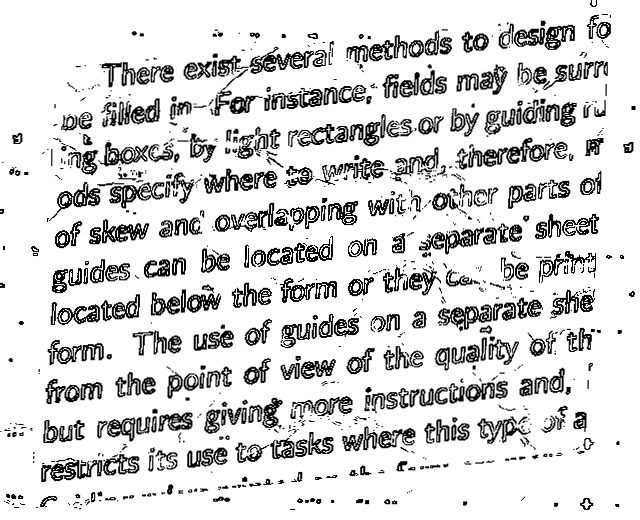 There exist several methods to design fo
be filled in. For instance, fields may be surr
ing boxes, by light rectangles or by guiding ru
ods specify where to write and, therefore,
of skew and overlapping with other parts of
guides can be located on a separate sheet
located below the form or they can be print
form. The use of guides on a separate she
from the point of view of the quality of th
but requires giving more instructions and,
restricts its use to tasks where this type of a